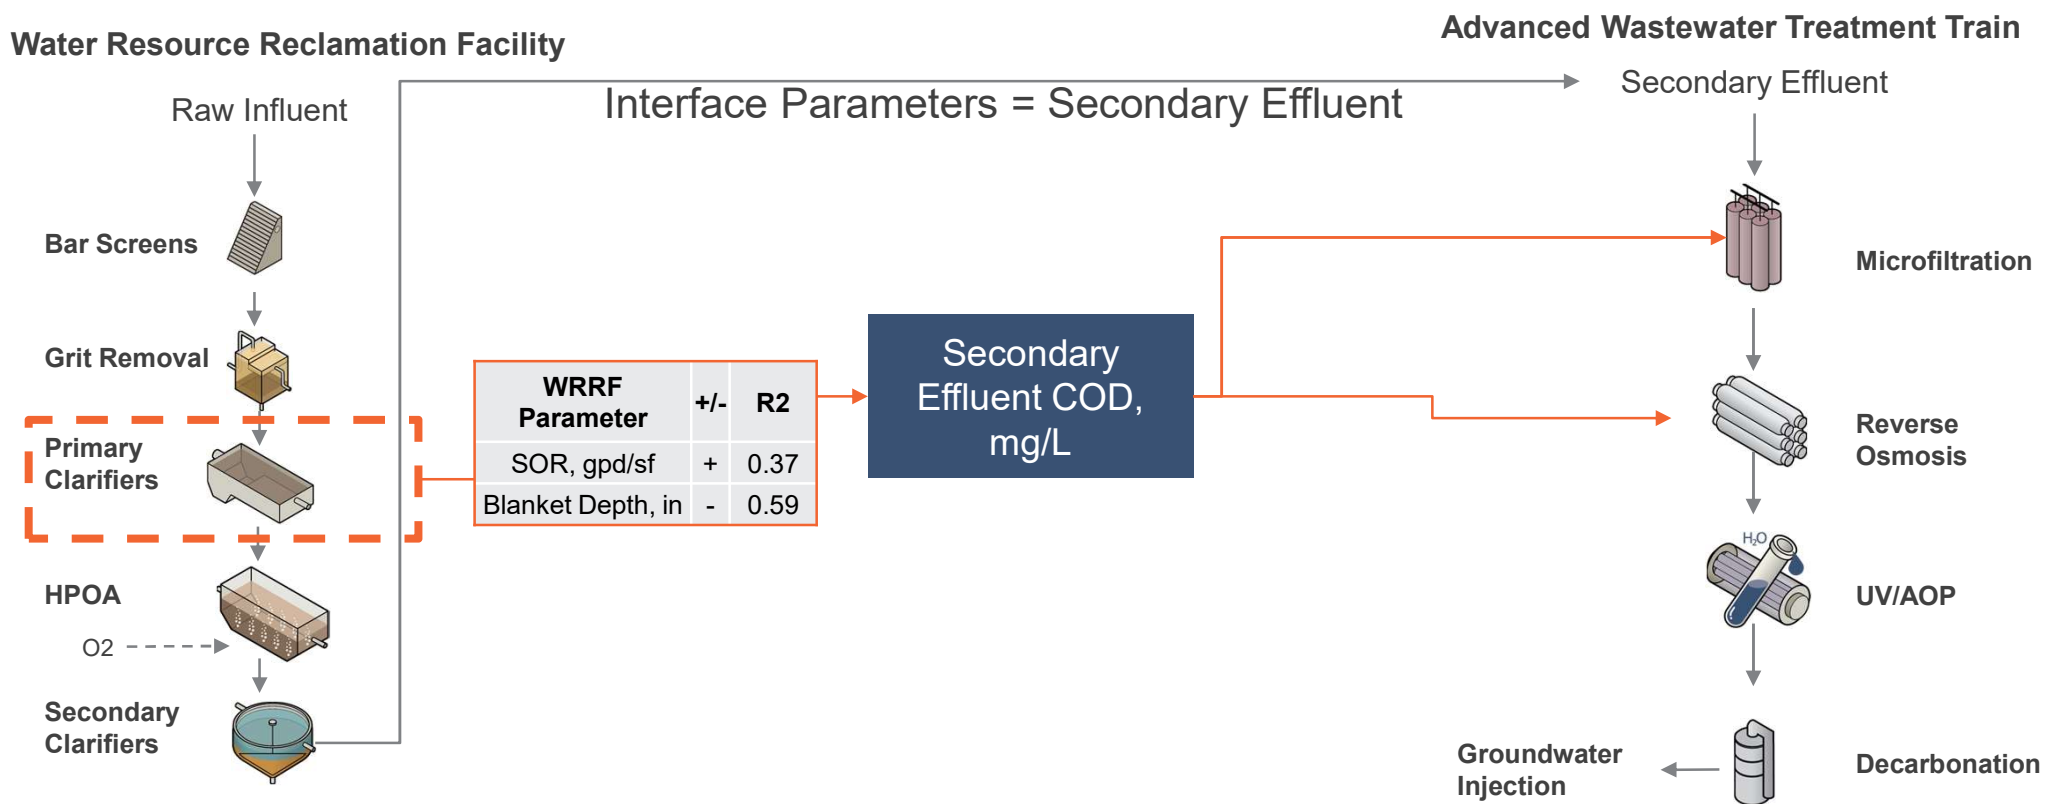 Water Resource Reclamation Facility
Advanced Wastewater Treatment Train
Raw Influent
Interface Parameters = Secondary Effluent
Secondary Effluent
Bar Screens
Grit Removal
Primary
Clarifiers
HPOA
O2
Secondary
Clarifiers
WRRF
Parameter
+/-
R2
SOR, gpd/sf + 0.37
Blanket Depth, in - 0.59
Secondary
Effluent COD,
mg/L
Microfiltration
Reverse
Osmosis
H₂O
UV/AOP
Decarbonation
Groundwater
Injection